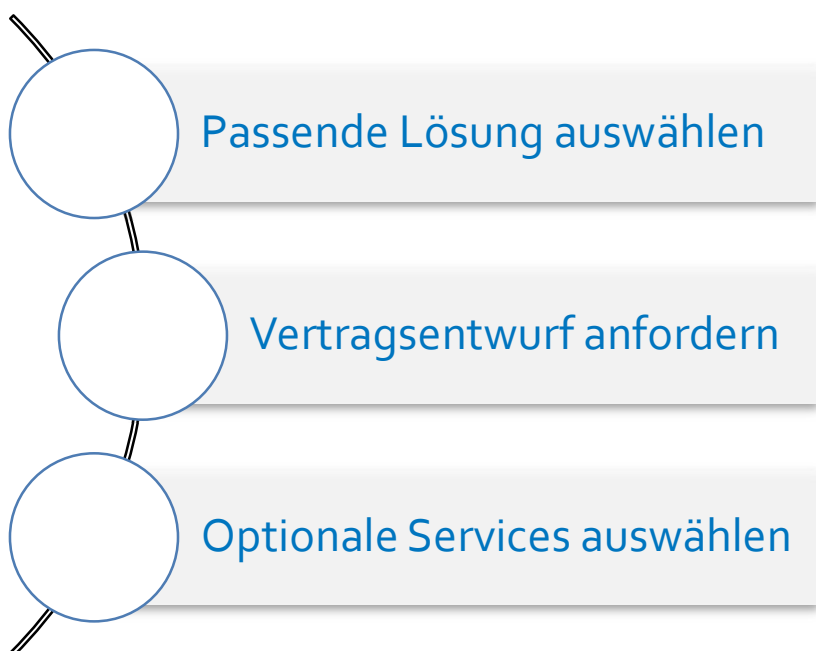 Passende Lösung auswählen
Vertragsentwurf anfordern
Optionale Services auswählen